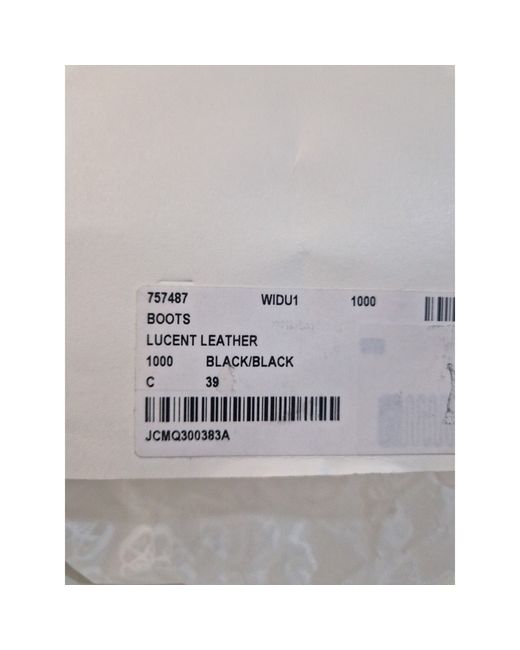 757487 WIDU1 1000
BOOTS
LUCENT LEATHER
1000 BLACK/BLACK
C 39
JCMQ300383A